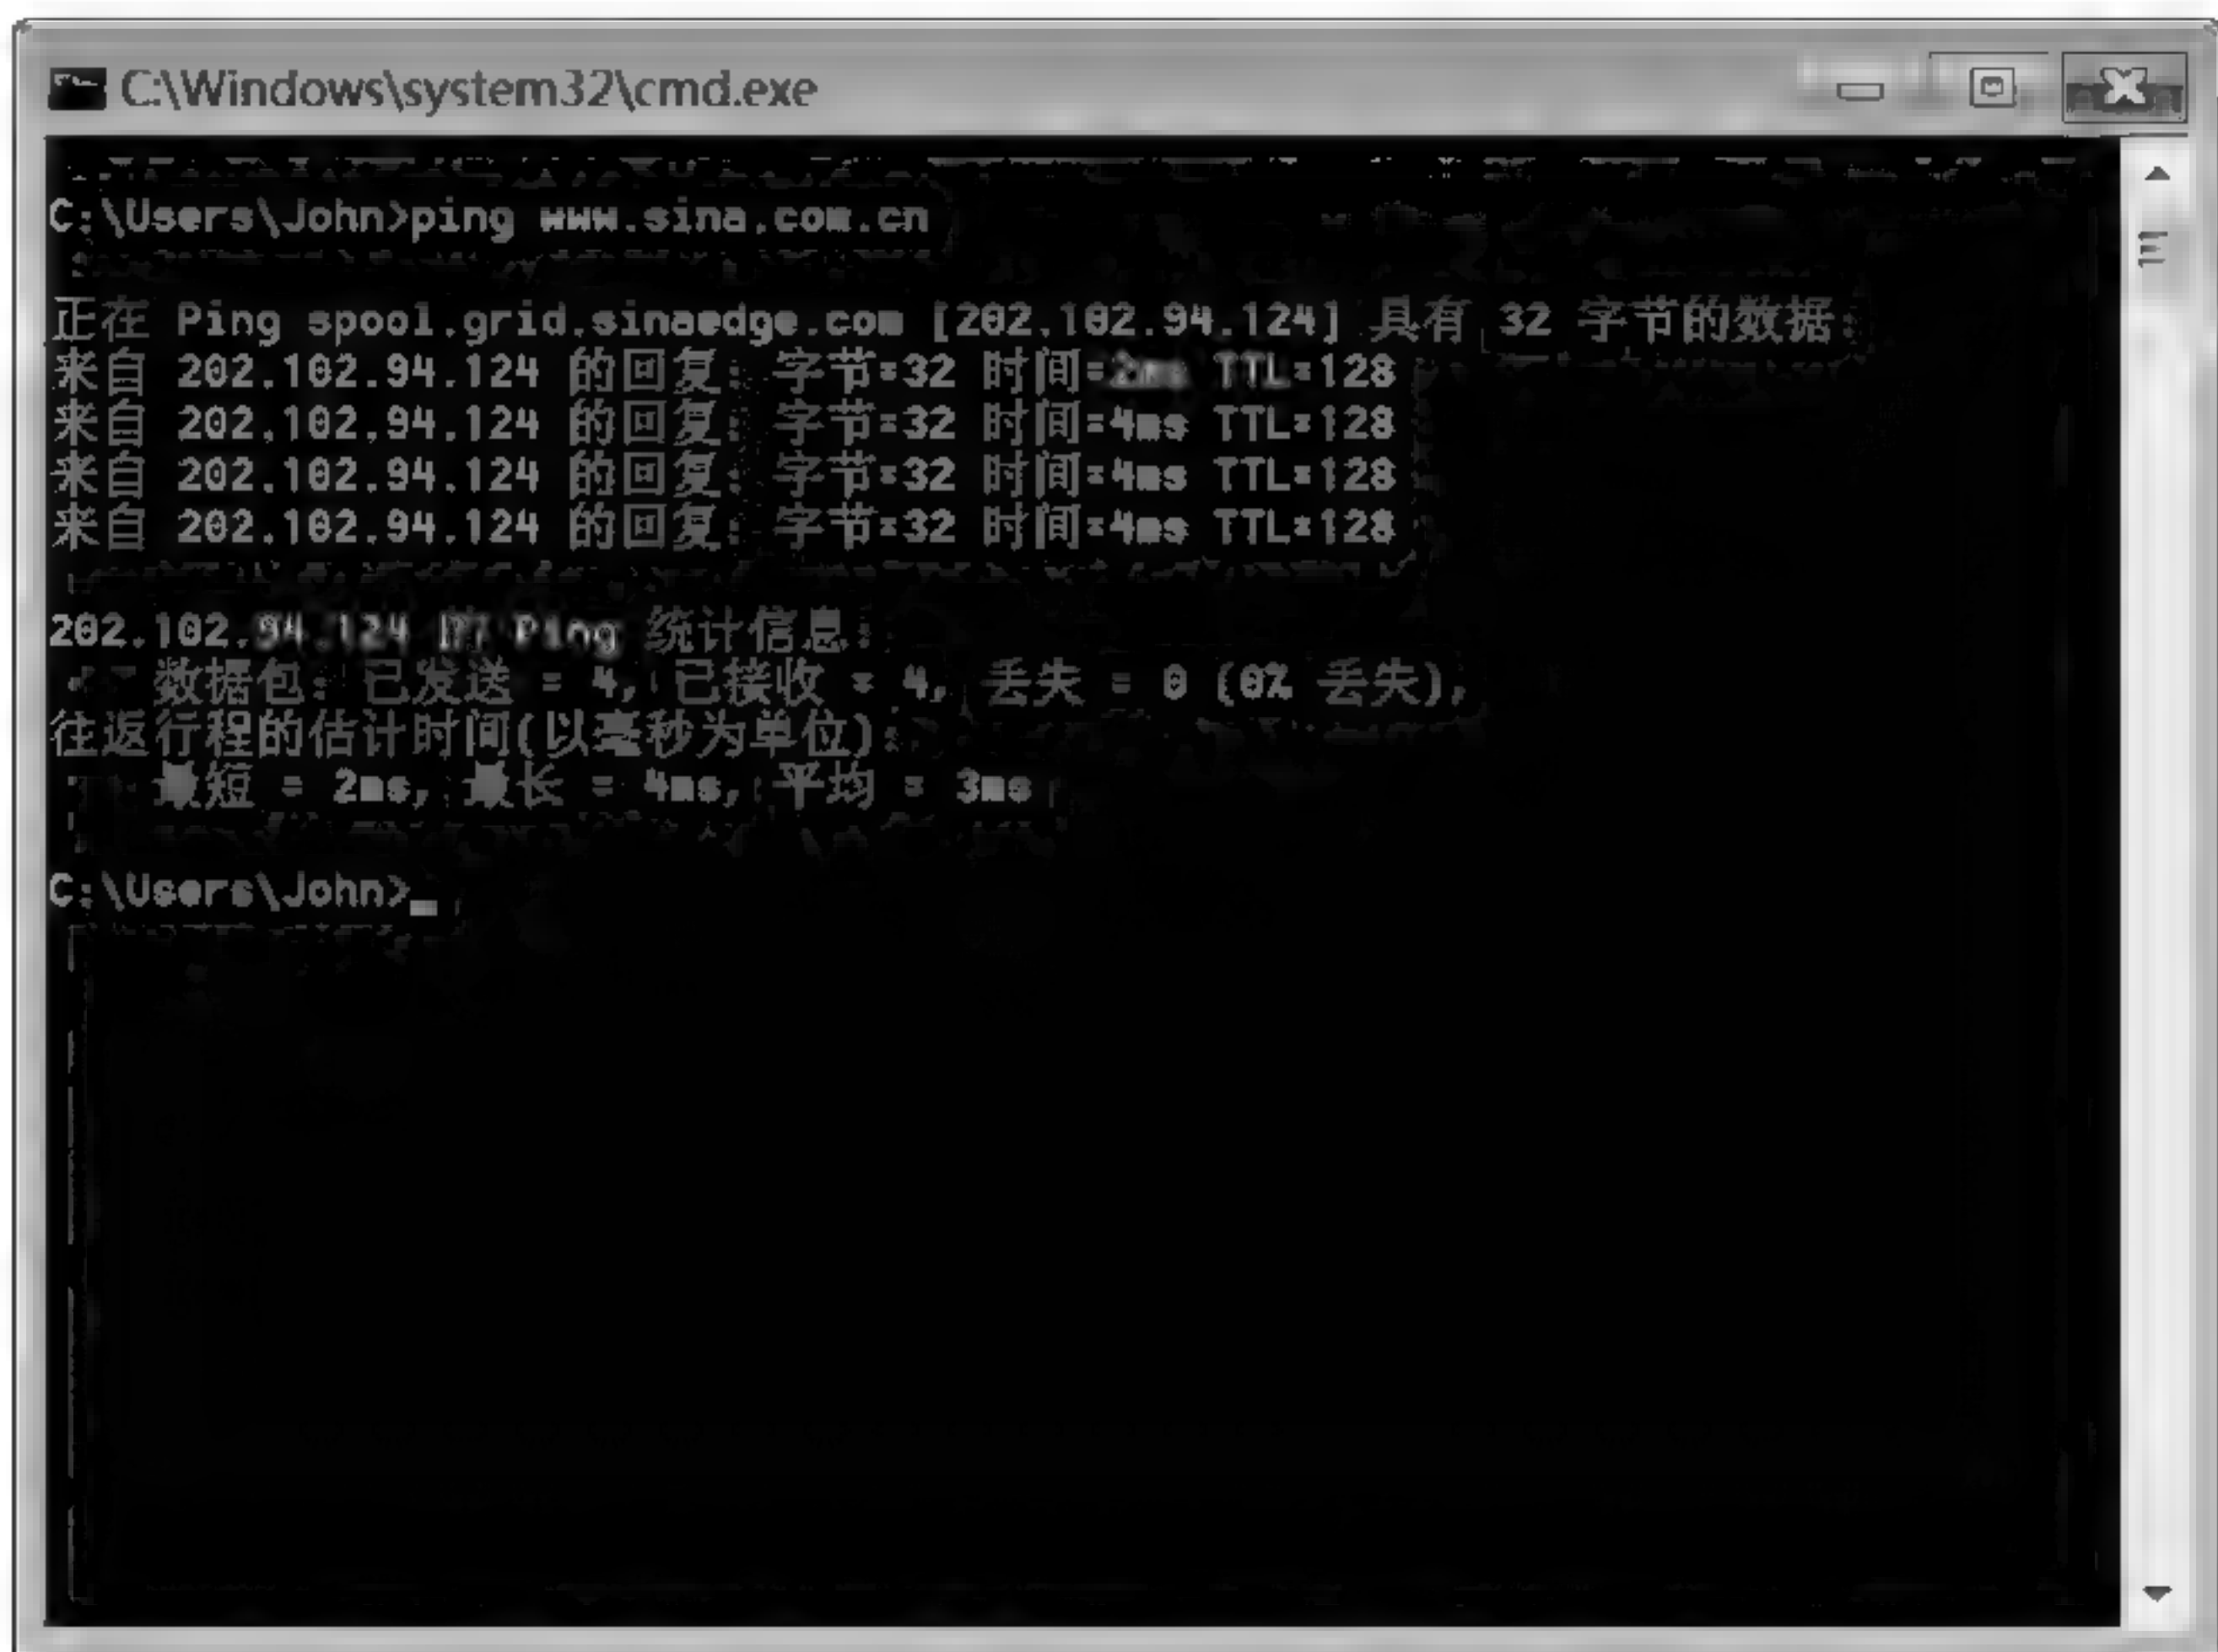 C:\Windows\system32\cmd.exe
C:\Users\John>ping www.sina.com.cn
正在 Ping spool.grid.sinaedge.com [202.102.94.124] 具有 32 字节的数据:
来自 202.102.94.124 的回复: 字节=32 时间=2ms TTL=128
来自 202.102.94.124 的回复: 字节=32 时间=4ms TTL=128
来自 202.102.94.124 的回复: 字节=32 时间=4ms TTL=128
来自 202.102.94.124 的回复: 字节=32 时间=4ms TTL=128
202.102.94.124 的 Ping 统计信息:
数据包: 已发送 = 4, 已接收 = 4, 丢失 = 0 (0% 丢失),
往返行程的估计时间(以毫秒为单位):
最短 = 2ms, 最长 = 4ms, 平均 = 3ms
C:\Users\John>_